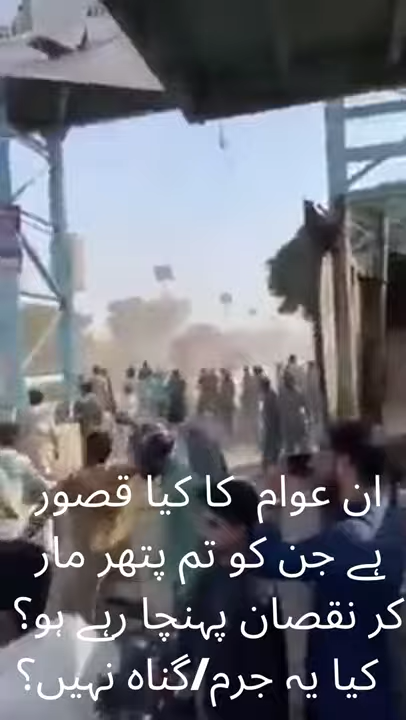 ان عوام کا کیا قصور
ہے جن کو تم پتھر مار
کر نقصان پہنچا رہے ہو؟
کیا یہ جرم/گناہ نہیں؟